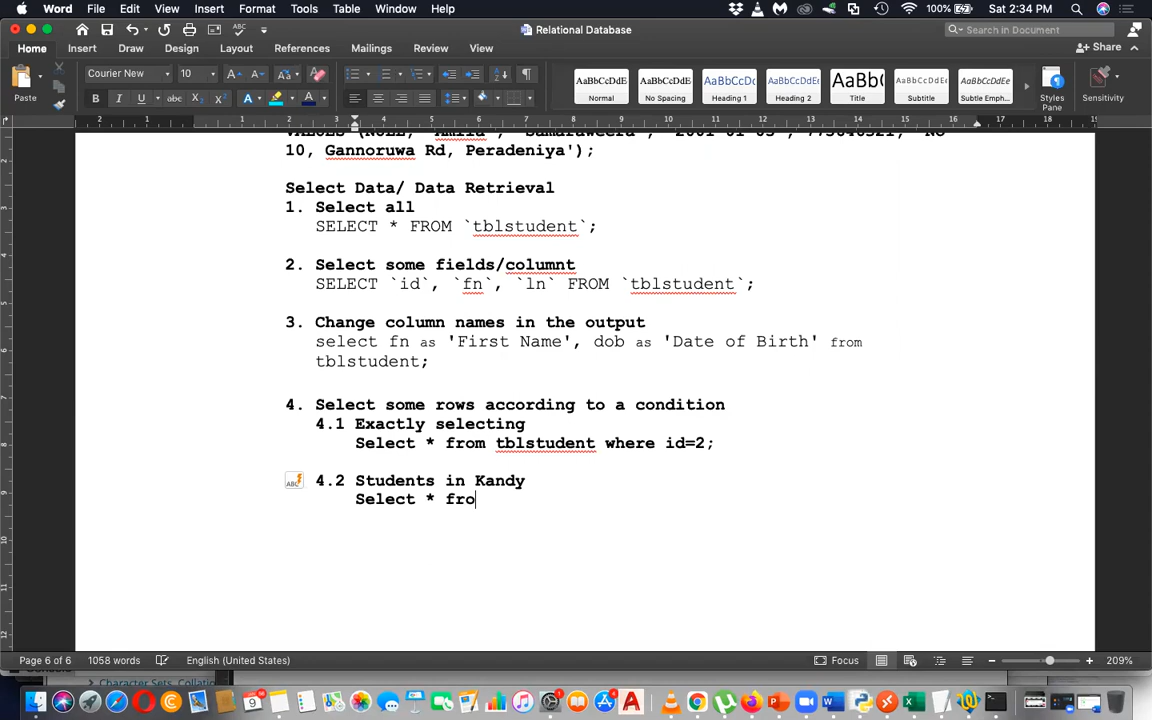 Word File Edit View Insert Format Tools Table Window Help 100% Sat 2:34 PM
Relational Database Search in Document
Home Insert Draw Design Layout References Mailings Review View Share
Courier New 10
Paste Normal No Spacing Heading 1 Heading 2 Title Subtitle Subtle Emph... Styles Pane Sensitivity
10, Gannoruwa Rd, Peradeniya');
Select Data/ Data Retrieval
1. Select all
SELECT * FROM `tblstudent`;
2. Select some fields/columnt
SELECT `id`, `fn`, `ln` FROM `tblstudent`;
3. Change column names in the output
select fn as 'First Name', dob as 'Date of Birth' from
tblstudent;
4. Select some rows according to a condition
4.1 Exactly selecting
Select * from tblstudent where id=2;
4.2 Students in Kandy
Select * fro
Page 6 of 6 1058 words English (United States) Focus 209%